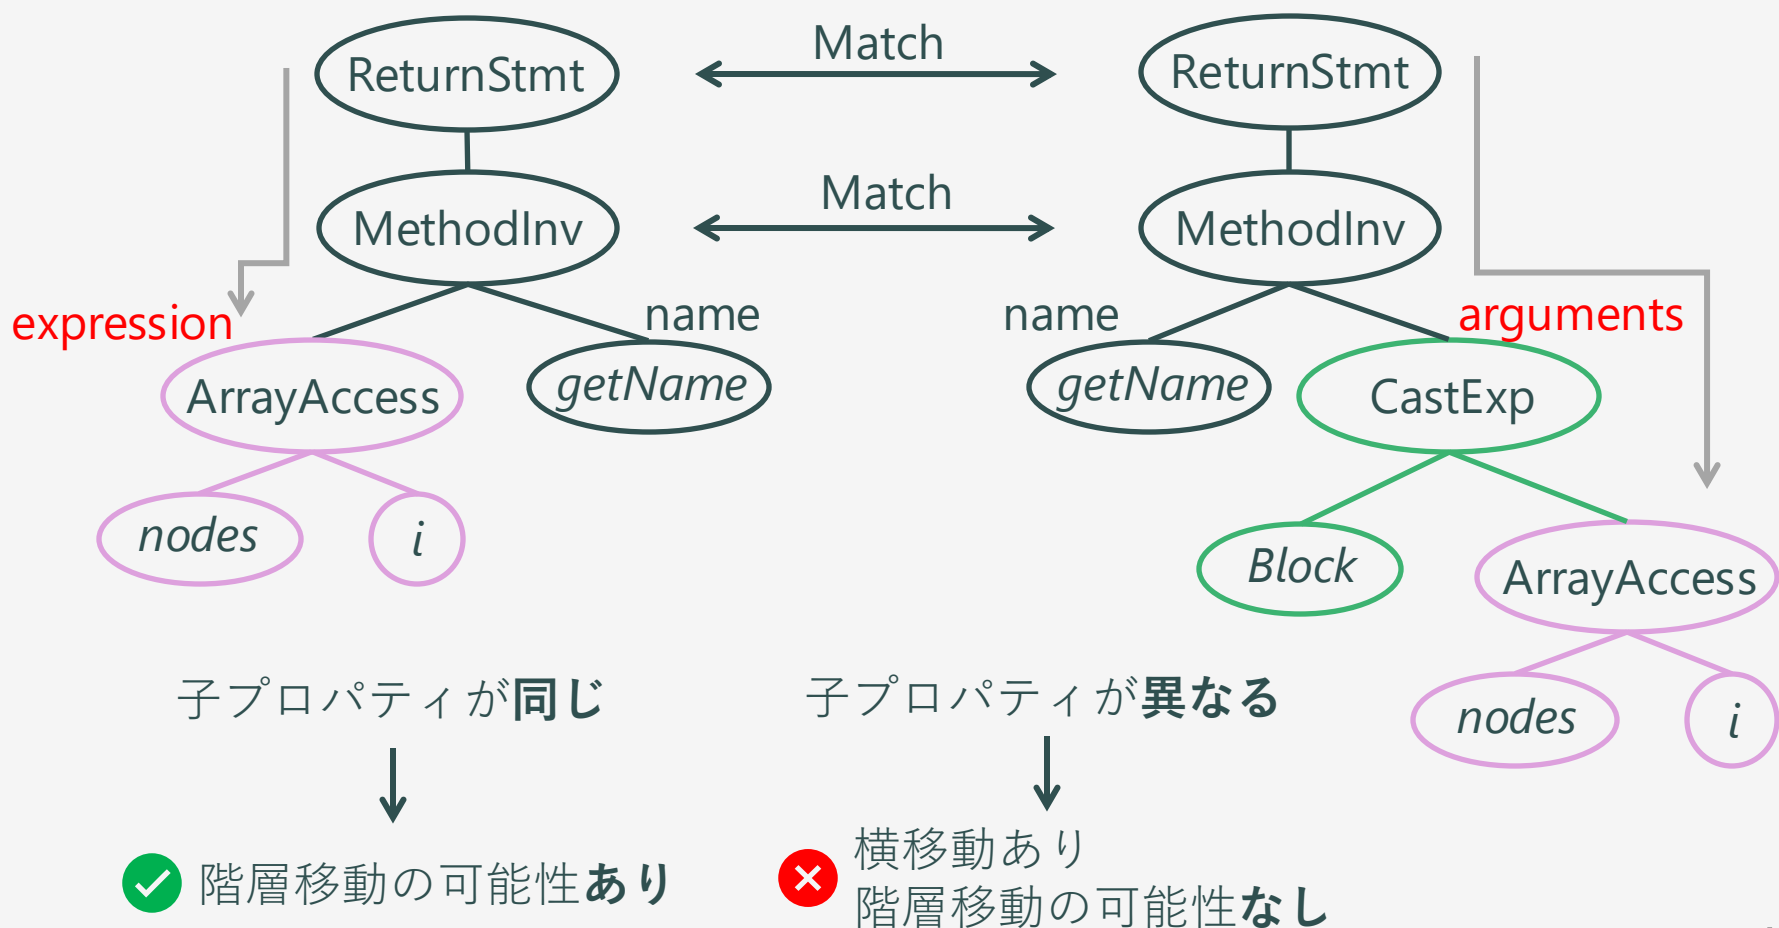 ReturnStmt
Match
ReturnStmt
MethodInv
Match
MethodInv
expression
name
name
arguments
ArrayAccess
getName
getName
CastExp
nodes
i
Block
ArrayAccess
nodes
i
子プロパティが同じ
子プロパティが異なる
階層移動の可能性あり
横移動あり
階層移動の可能性なし